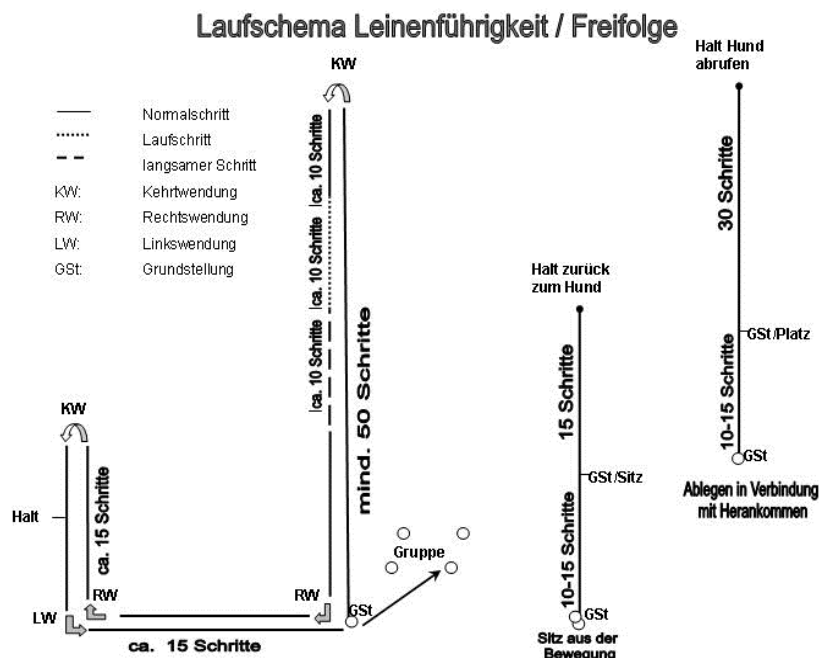 Laufschema Leinenführigkeit / Freifolge
Normalschritt
Laufschritt
langsamer Schritt
KW: Kehrtwendung
RW: Rechtswendung
LW: Linkswendung
GSt: Grundstellung
KW
ca. 10 Schritte
ca. 10 Schritte
ca. 10 Schritte
mind. 50 Schritte
KW
Halt
ca. 15 Schritte
LW
RW
RW
GSt
ca. 15 Schritte
Gruppe
Halt zurück
zum Hund
15 Schritte
GSt/Sitz
10-15 Schritte
GSt
Sitz aus der
Bewegung
Halt Hund
abrufen
30 Schritte
GSt/Platz
10-15 Schritte
GSt
Ablegen in Verbindung
mit Herankommen